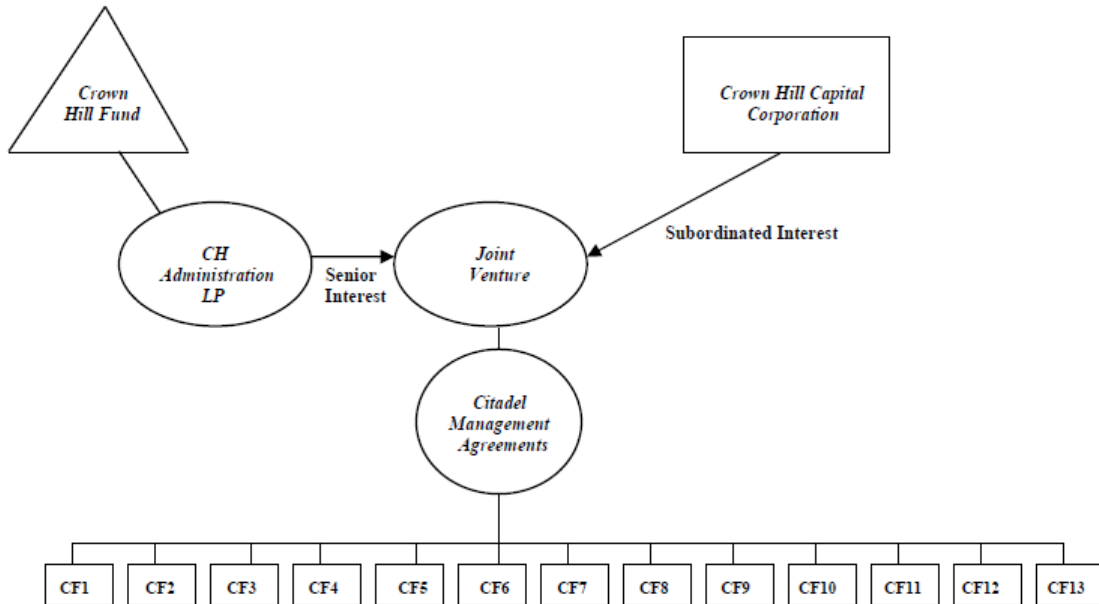 Crown
Hill Fund
Crown Hill Capital
Corporation
CH
Administration
LP
Senior
Interest
Joint
Venture
Subordinated Interest
Citadel
Management
Agreements
CF1 CF2 CF3 CF4 CF5 CF6 CF7 CF8 CF9 CF10 CF11 CF12 CF13